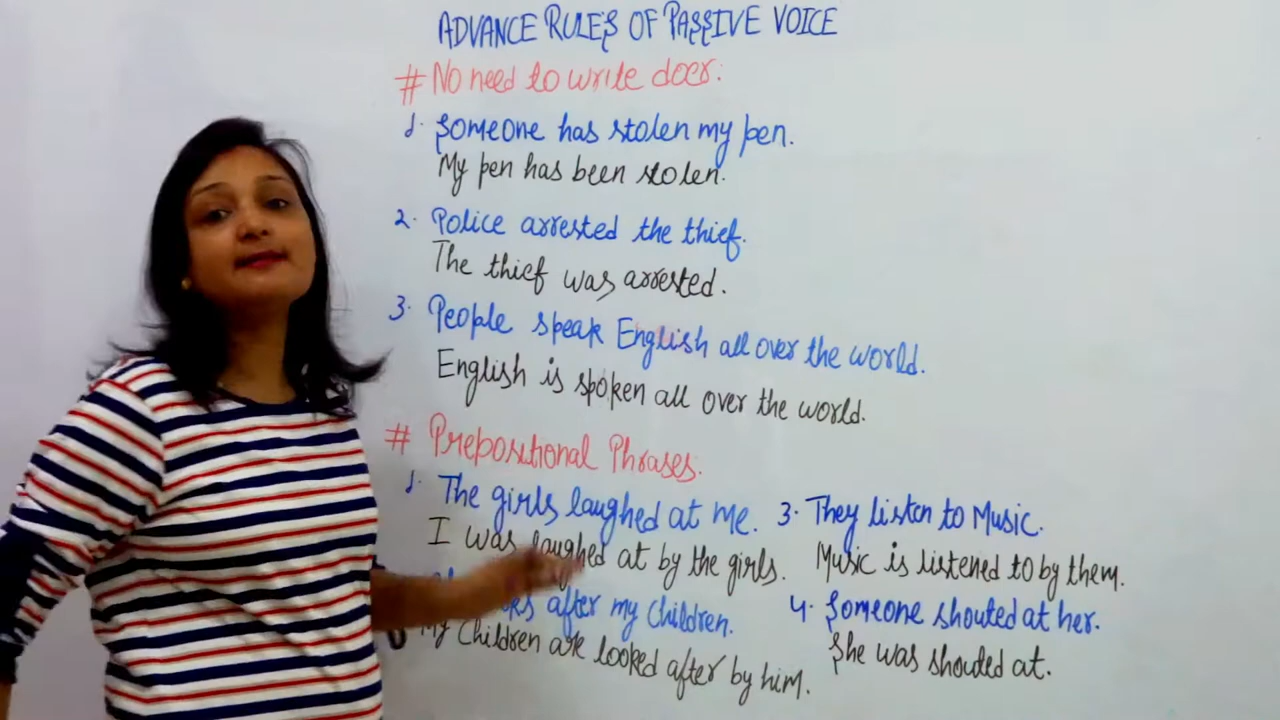 ADVANCE RULES OF PASSIVE VOICE
# No need to write doer.
1. Someone has stolen my pen.
My pen has been stolen.
2. Police arrested the thief.
The thief was arrested.
3. People speak English all over the world.
English is spoken all over the world.
# Prepositional Phrases.
1. The girls laughed at me.
I was laughed at by the girls.
after my Children.
My Children are looked after by him.
3. They listen to Music.
Music is listened to by them.
4. Someone shouted at her.
She was shouted at.